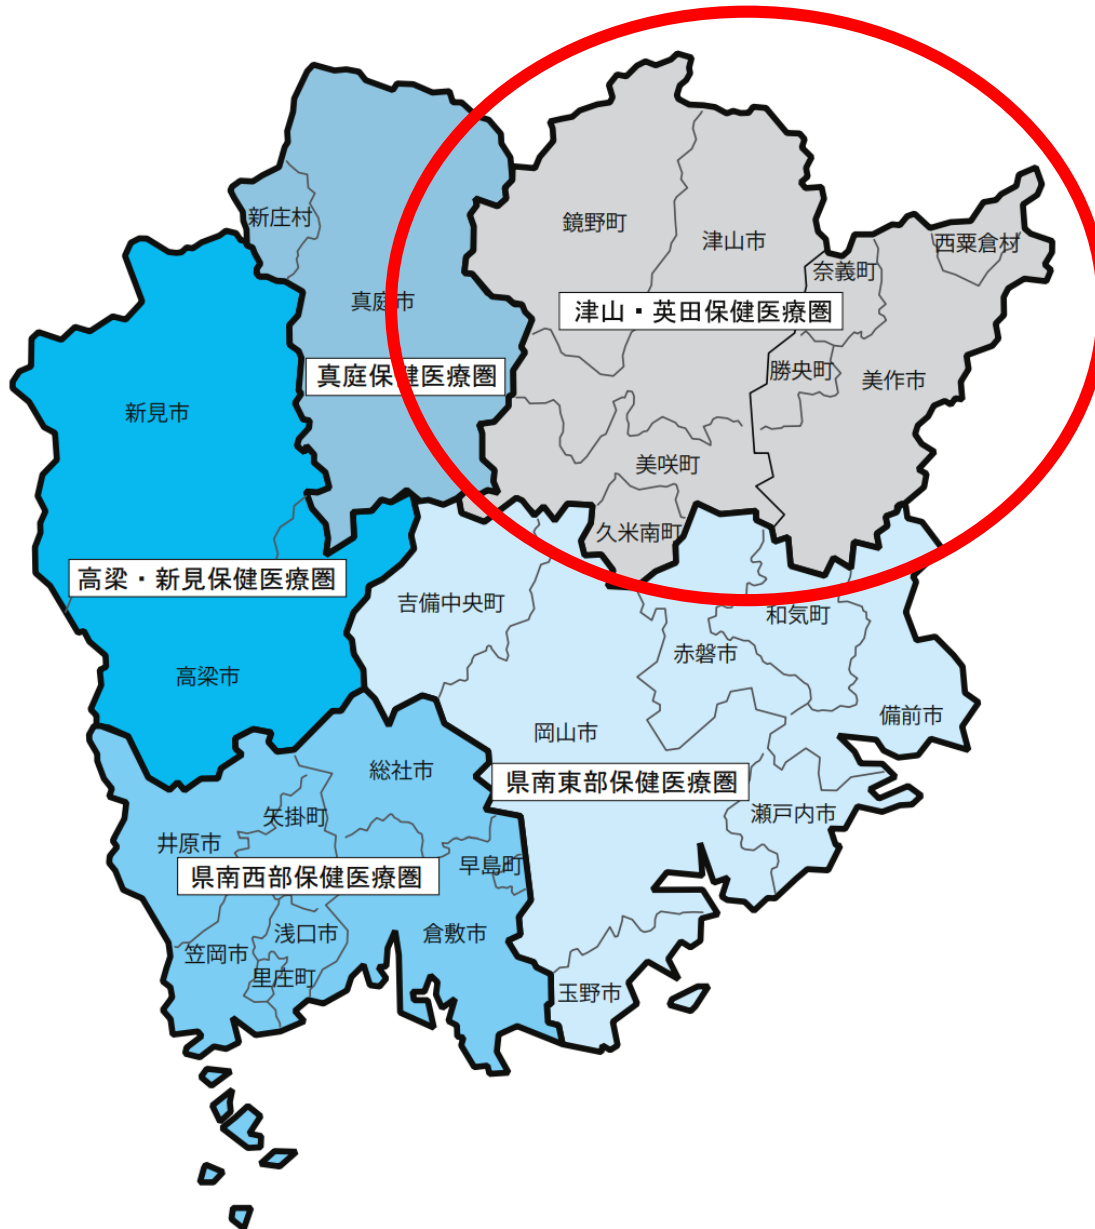 新庄村
鏡野町
津山市
西粟倉材
奈義町
真庭市
津山・英田保健医療圏
真庭保健医療圏
勝央町
美作市
新見市
美咲町
久米南町
高梁・新見保健医療圏
吉備中央町
和気町
赤磐市
高梁市
備前市
岡山市
総社市
県南東部保健医療圏
矢掛町
瀬戸内市
井原市
早島町
県南西部保健医療圏
浅口市
倉敷市
笠岡市
里庄町
玉野市